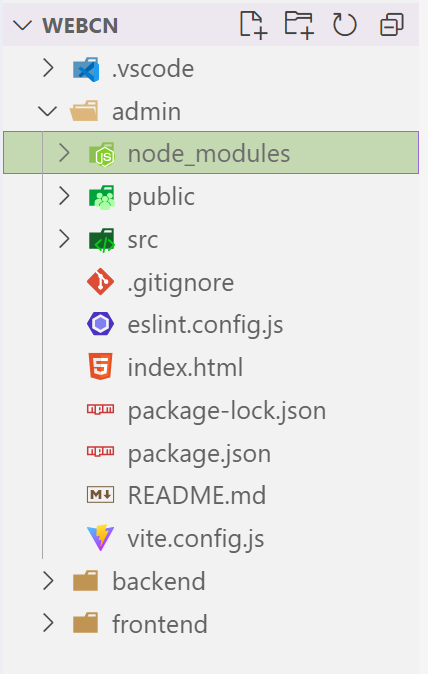 WEBCN
.vscode
admin
node_modules
public
src
.gitignore
eslint.config.js
index.html
package-lock.json
package.json
README.md
vite.config.js
backend
frontend